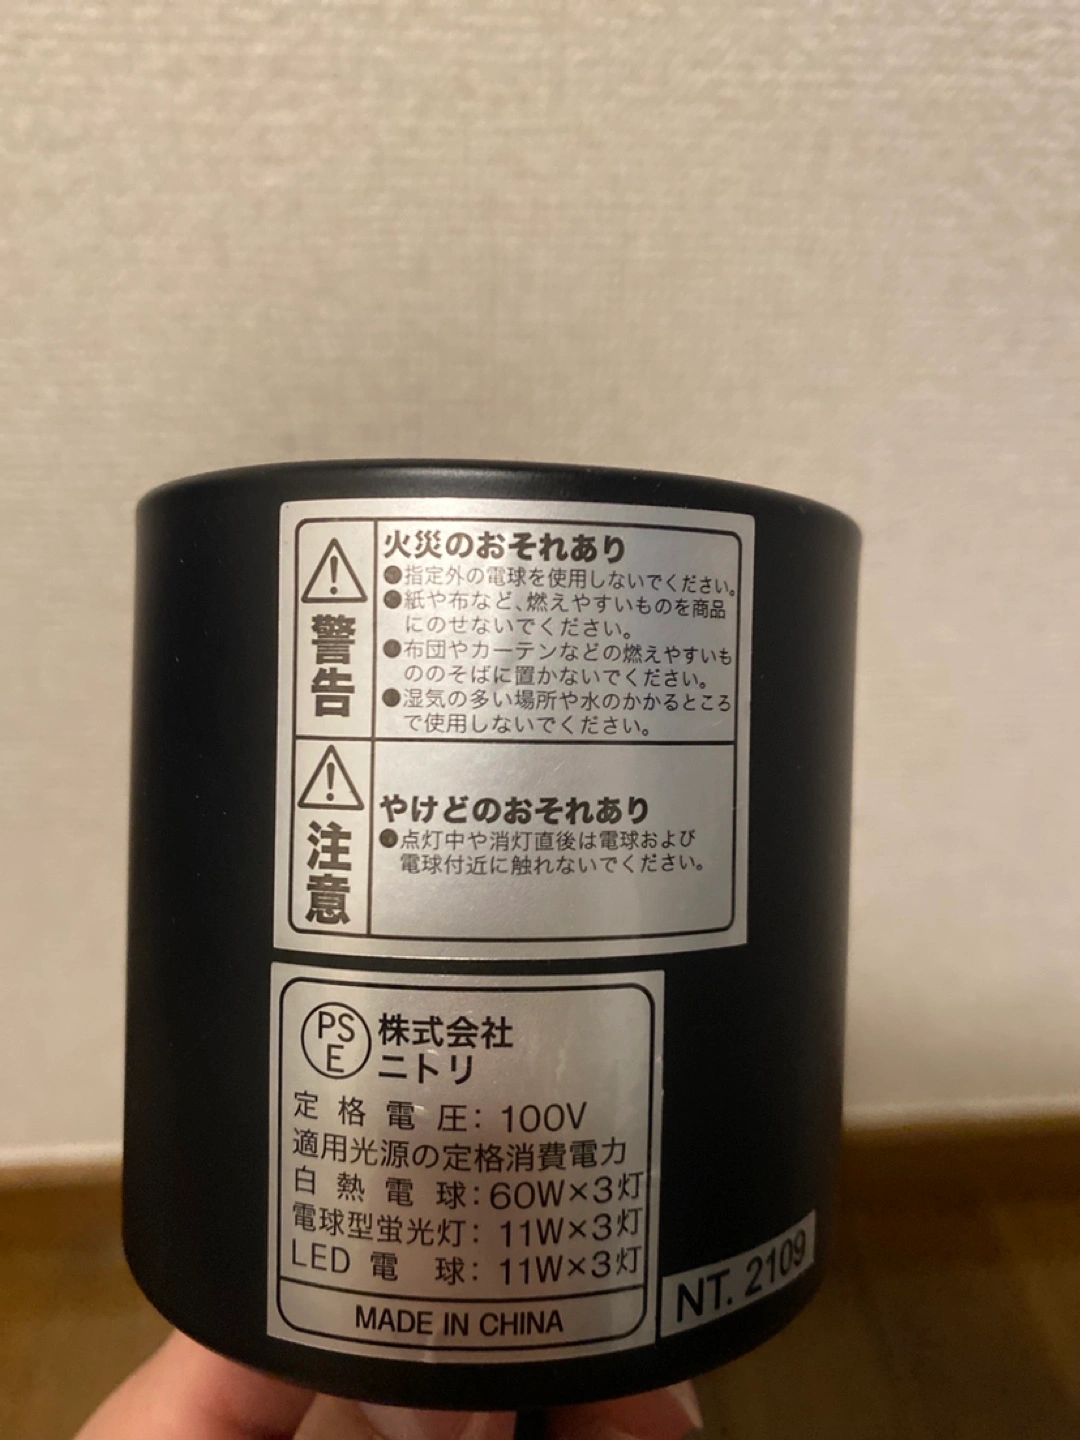 警告
火災のおそれあり
●指定外の電球を使用しないでください。
●紙や布など、燃えやすいものを商品
にのせないでください。
●布団やカーテンなどの燃えやすいも
ののそばに置かないでください。
●湿気の多い場所や水のかかるところ
で使用しないでください。
注意
やけどのおそれあり
●点灯中や消灯直後は電球および
電球付近に触れないでください。
PS
E
株式会社
ニトリ
定格電圧：100V
適用光源の定格消費電力
白熱電球：60W×3灯
電球型蛍光灯：11W×3灯
LED電球：11W×3灯
MADE IN CHINA
NT. 2109